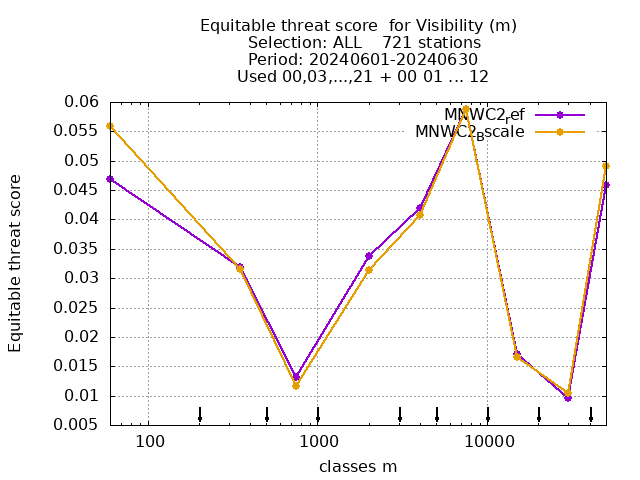 Equitable threat score  for Visibility (m)
Selection: ALL    721 stations
Period: 20240601-20240630
Used 00,03,...,21 + 00 01 ... 12
MNWC2ref
MNWC2Bscale
0.06
0.055
0.05
0.045
0.04
0.035
0.03
0.025
0.02
0.015
0.01
0.005
Equitable threat score
100
1000
10000
classes m